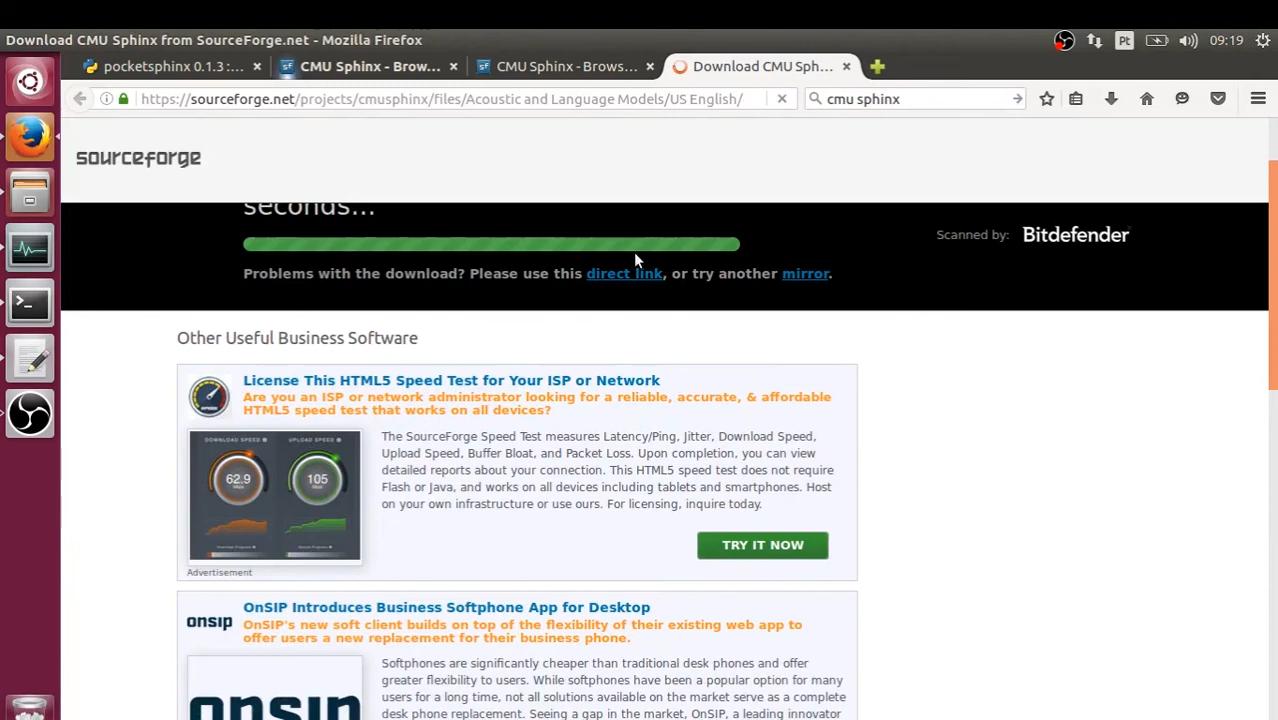 Download CMU Sphinx from SourceForge.net - Mozilla Firefox
Pt
09:19
pocketsphinx 0.1.3 :...
CMU Sphinx - Brow...
CMU Sphinx - Brows...
Download CMU Sph...
https://sourceforge.net/projects/cmusphinx/files/Acoustic and Language Models/US English/
cmu sphinx
sourceforge
seconds...
Scanned by: Bitdefender
Problems with the download? Please use this direct link, or try another mirror.
Other Useful Business Software
License This HTML5 Speed Test for Your ISP or Network
Are you an ISP or network administrator looking for a reliable, accurate, & affordable
HTML5 speed test that works on all devices?
DOWNLOAD SPEED
UPLOAD SPEED
62.9
105
The SourceForge Speed Test measures Latency/Ping, Jitter, Download Speed,
Upload Speed, Buffer Bloat, and Packet Loss. Upon completion, you can view
detailed reports about your connection. This HTML5 speed test does not require
Flash or Java, and works on all devices including tablets and smartphones. Host
on your own infrastructure or use ours. For licensing, inquire today.
TRY IT NOW
Advertisement
onsip
OnSIP Introduces Business Softphone App for Desktop
OnSIP's new soft client builds on top of the flexibility of their existing web app to
offer users a new replacement for their business phone.
Softphones are significantly cheaper than traditional desk phones and offer
greater flexibility to users. While softphones have been a popular option for many
users for a long time, not all solutions available on the market serve as a complete
desk phone replacement. Seeing a gap in the market, OnSIP, a leading innovator
onsip